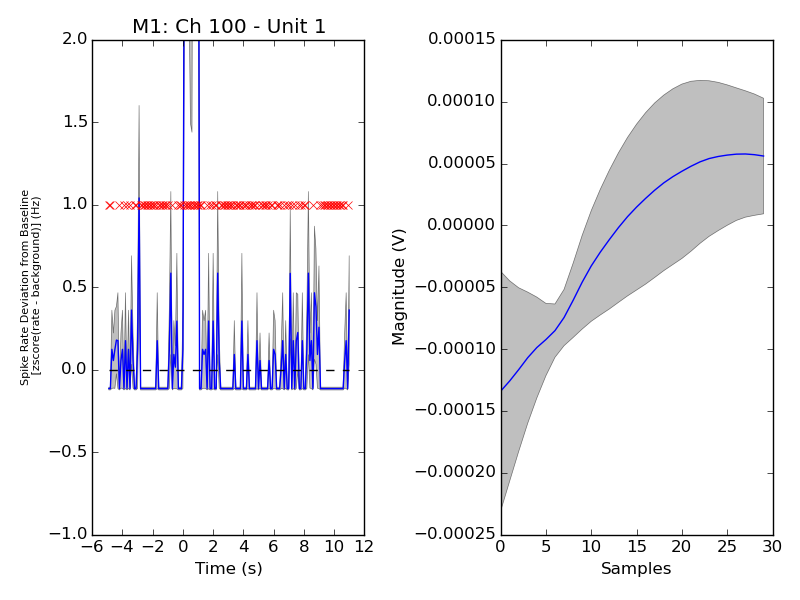 M1: Ch 100 - Unit 1
2.0
1.5
1.0
0.5
0.0
−0.5
−1.0
−6 −4 −2 0 2 4 6 8 10 12
Time (s)
Spike Rate Deviation from Baseline
[zscore(rate - background)] (Hz)
0.00015
0.00010
0.00005
0.00000
−0.00005
−0.00010
−0.00015
−0.00020
−0.00025
0 5 10 15 20 25 30
Samples
Magnitude (V)